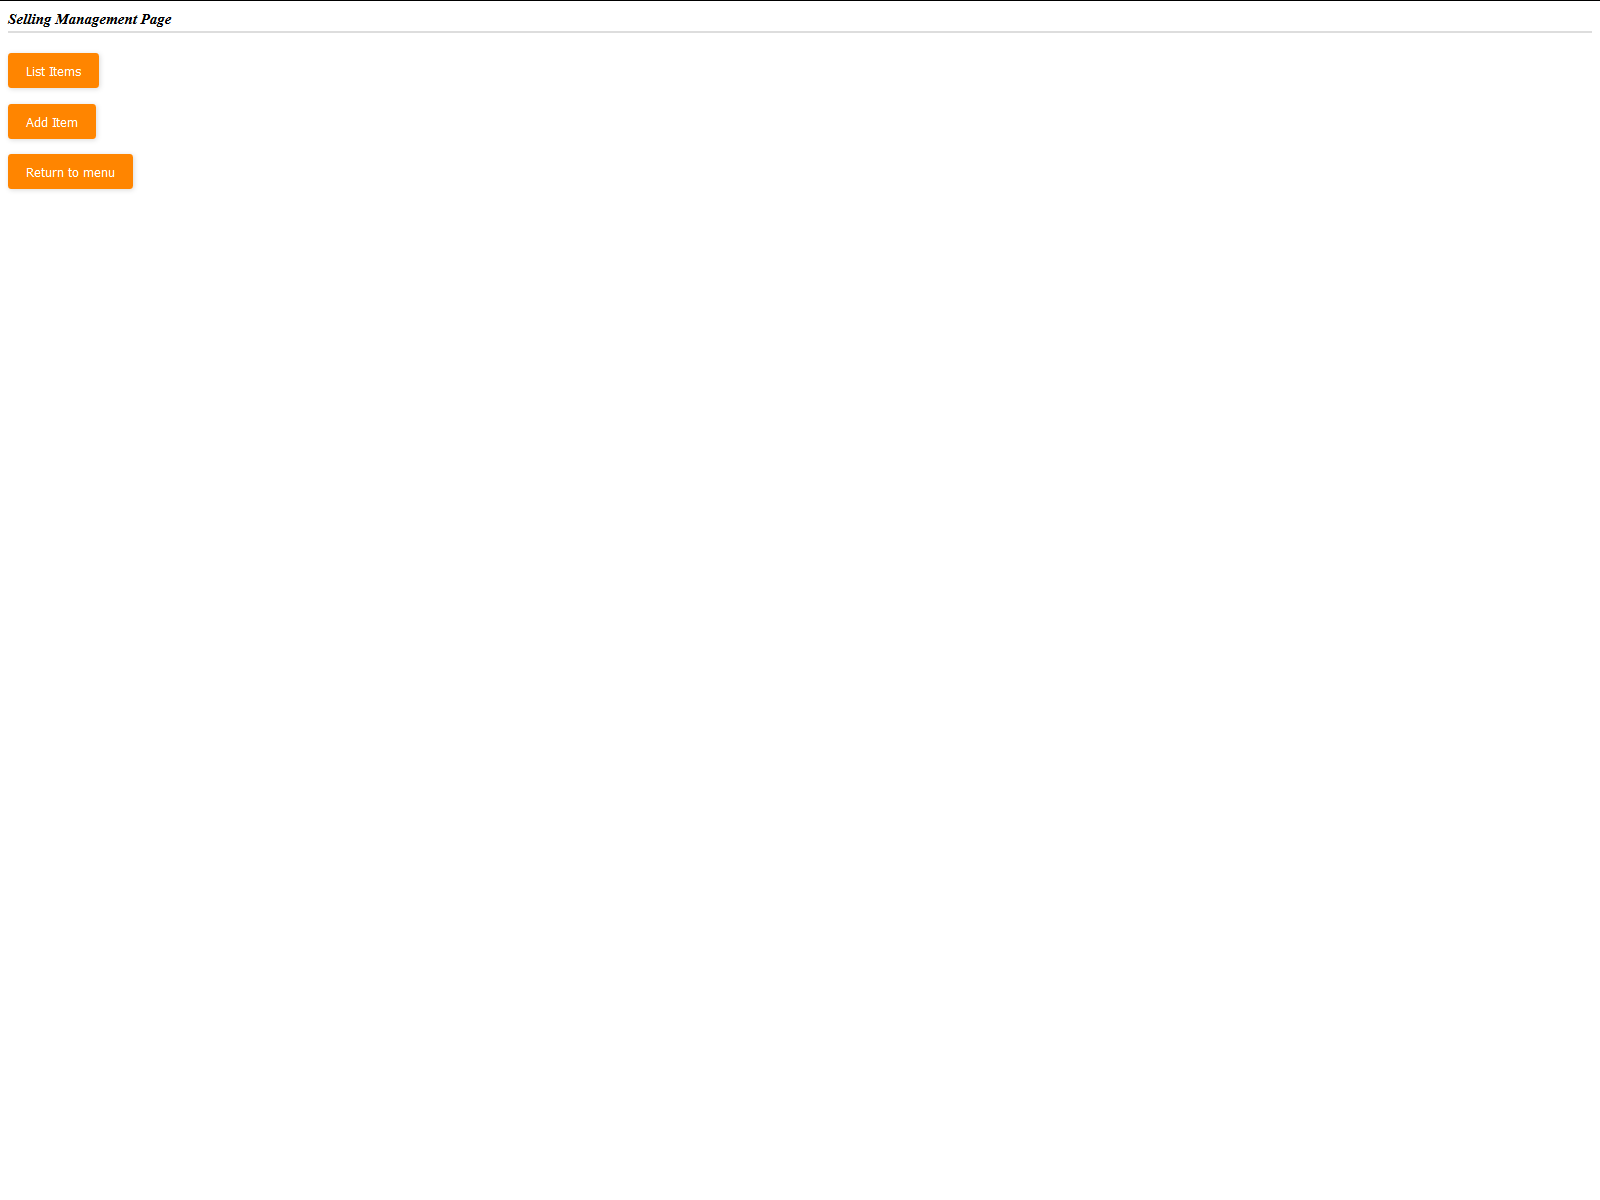 Selling Management Page
List Items
Add Item
Return to menu